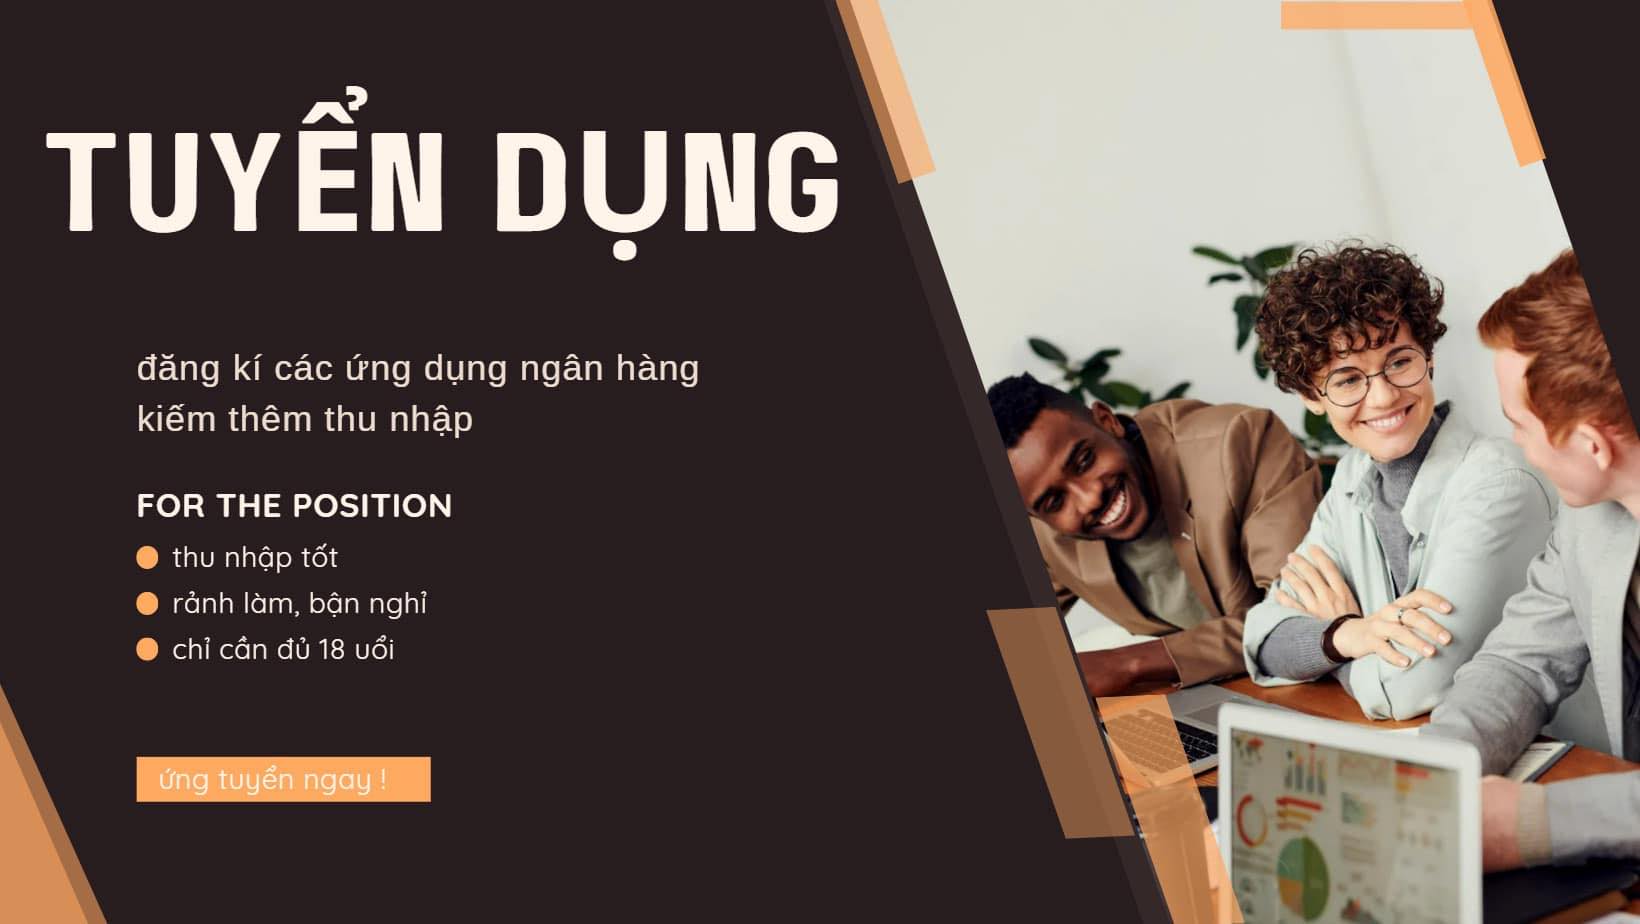 TUYỂN DỤNG
đăng kí các ứng dụng ngân hàng
kiếm thêm thu nhập
FOR THE POSITION
thu nhập tốt
rảnh làm, bận nghỉ
chỉ cần đủ 18 uổi
ứng tuyển ngay !